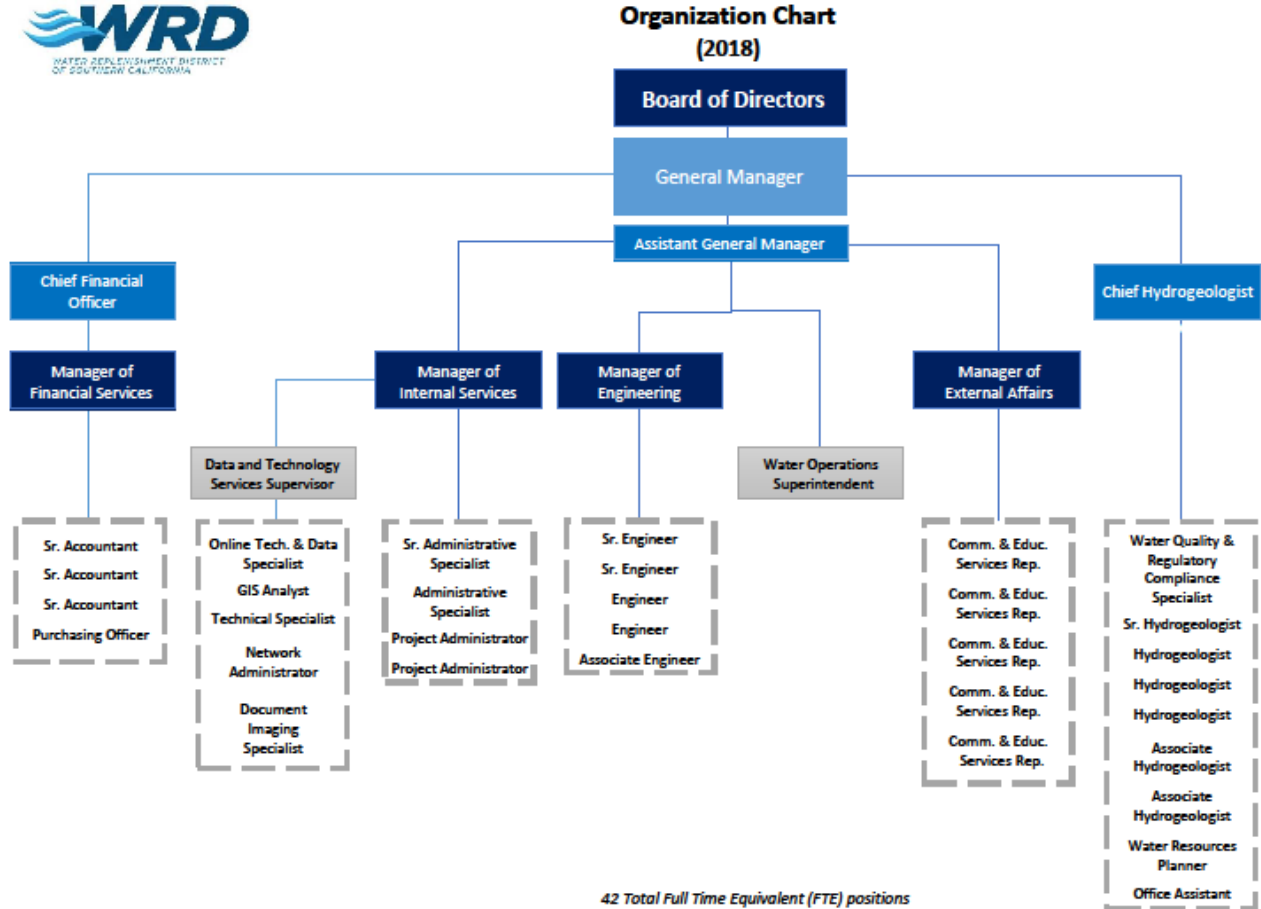 WRD
WATER REPLENISHMENT DISTRICT
OF SOUTHERN CALIFORNIA
Organization Chart
(2018)
Board of Directors
General Manager
Assistant General Manager
Chief Financial
Officer
Chief Hydrogeologist
Manager of
Financial Services
Manager of
Internal Services
Manager of
Engineering
Manager of
External Affairs
Data and Technology
Services Supervisor
Water Operations
Superintendent
Sr. Accountant
Sr. Accountant
Sr. Accountant
Purchasing Officer
Online Tech. & Data
Specialist
GIS Analyst
Technical Specialist
Network
Administrator
Document
Imaging
Specialist
Sr. Administrative
Specialist
Administrative
Specialist
Project Administrator
Project Administrator
Sr. Engineer
Sr. Engineer
Engineer
Engineer
Associate Engineer
Comm. & Educ.
Services Rep.
Comm. & Educ.
Services Rep.
Comm. & Educ.
Services Rep.
Comm. & Educ.
Services Rep.
Comm. & Educ.
Services Rep.
Water Quality &
Regulatory
Compliance
Specialist
Sr. Hydrogeologist
Hydrogeologist
Hydrogeologist
Hydrogeologist
Associate
Hydrogeologist
Associate
Hydrogeologist
Water Resources
Planner
Office Assistant
42 Total Full Time Equivalent (FTE) positions